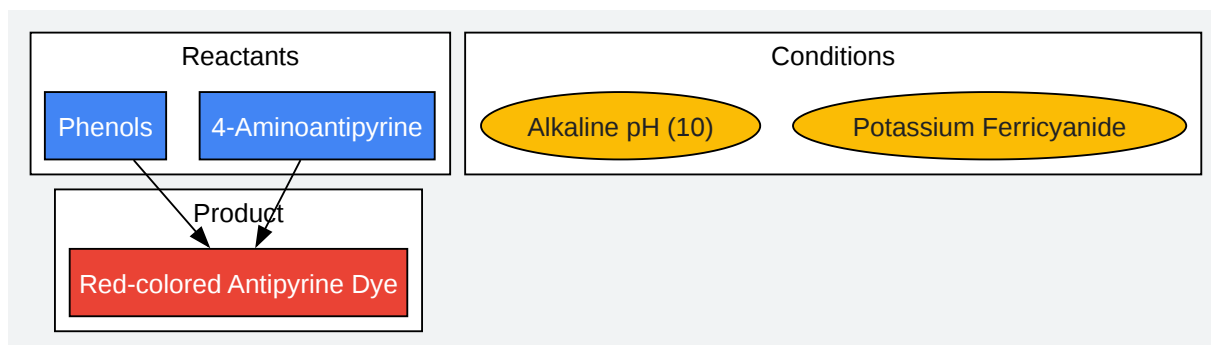 Reactants
Phenols
4-Aminoantipyrine
Conditions
Alkaline pH (10)
Potassium Ferricyanide
Product
Red-colored Antipyrine Dye